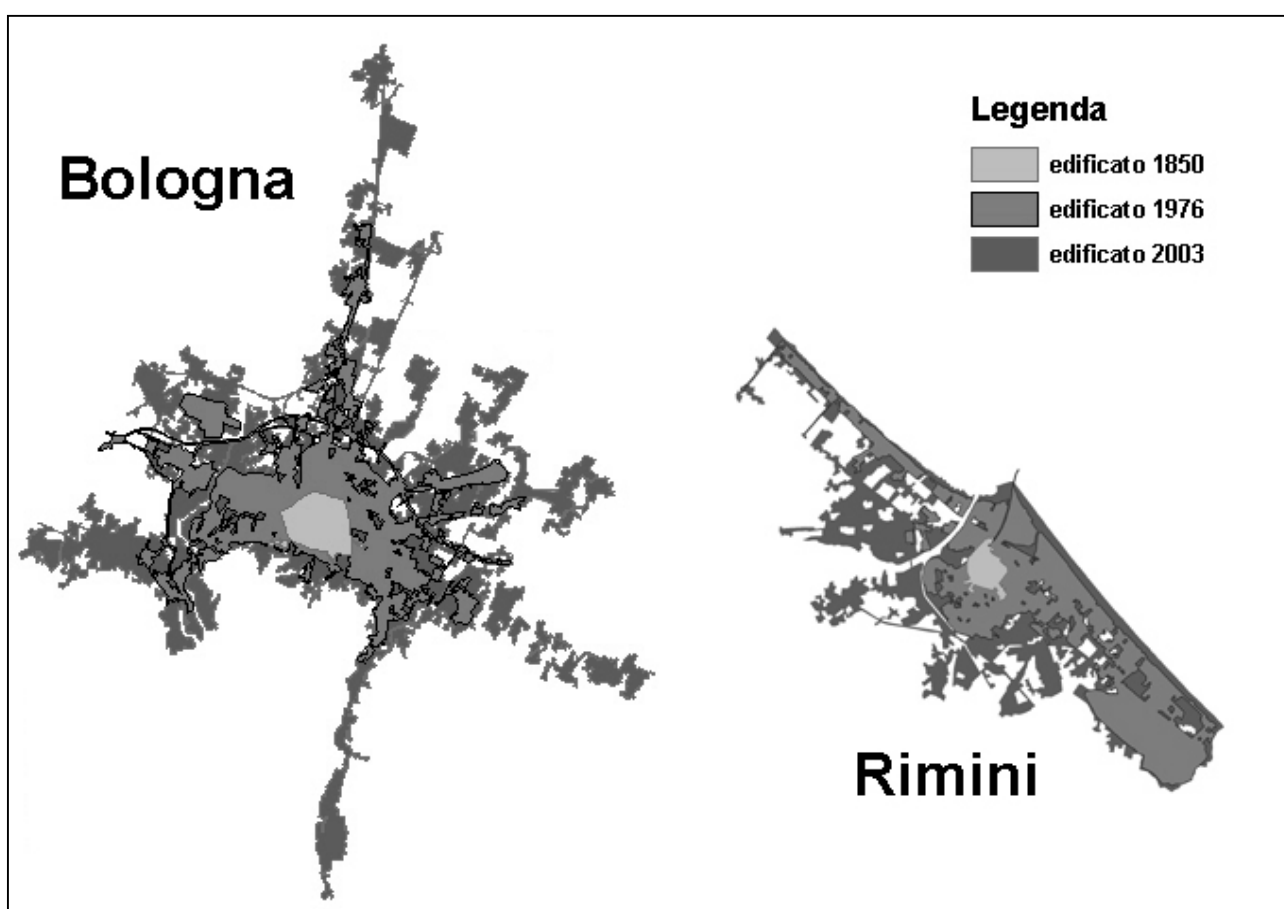 Bologna
Legenda
edificato 1850
edificato 1976
edificato 2003
Rimini